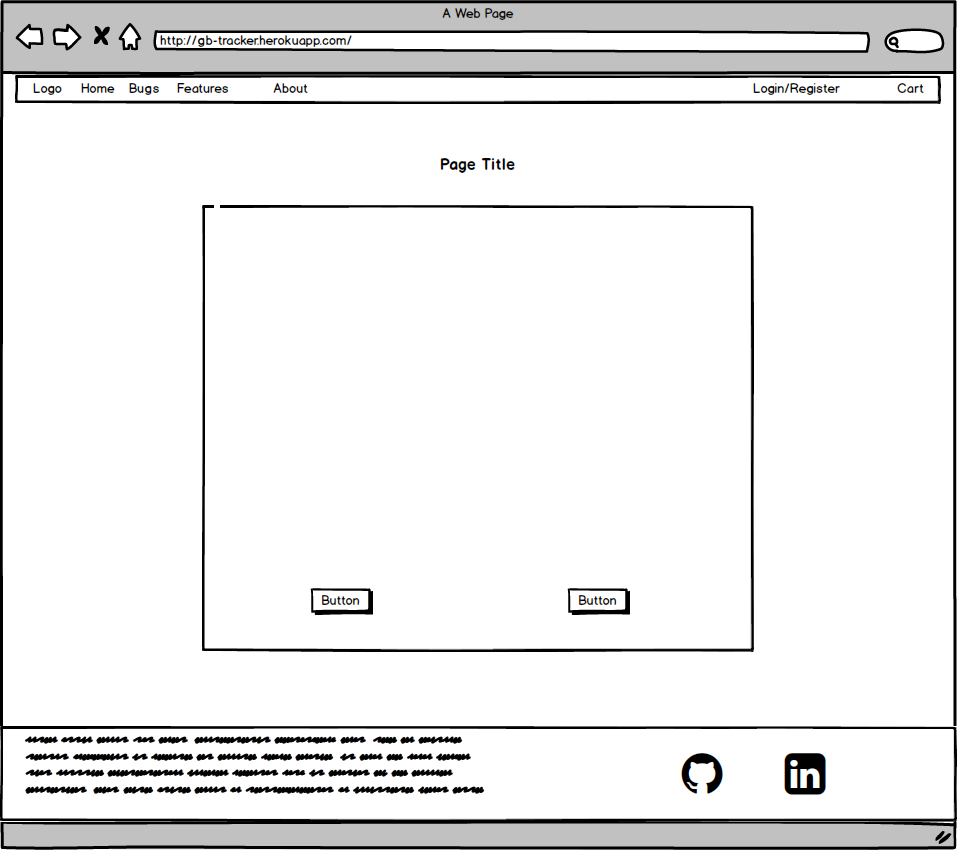 A Web Page
http://gb-tracker.herokuapp.com/
Logo Home Bugs Features About Login/Register Cart
Page Title
Button Button
in